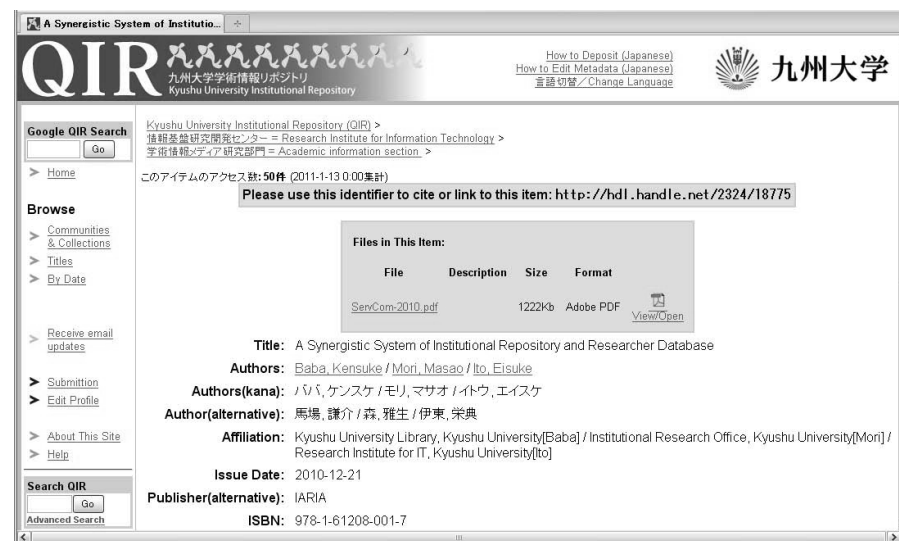 A Synergistic System of Institutio...
QIR
九州大学学術情報リポジトリ
Kyushu University Institutional Repository
How to Deposit (Japanese)
How to Edit Metadata (Japanese)
言語切替／Change Language
九州大学
Google QIR Search
Go
Home
Browse
Communities
& Collections
Titles
By Date
Receive email
updates
Submittion
Edit Profile
About This Site
Help
Search QIR
Go
Advanced Search
Kyushu University Institutional Repository (QIR) >
情報基盤研究開発センター = Research Institute for Information Technology >
学術情報メディア研究部門 = Academic information section >
このアイテムのアクセス数:50件 (2011-1-13 0:00集計)
Please use this identifier to cite or link to this item: http://hdl.handle.net/2324/18775
Files in This Item:
File Description Size Format
ServCom-2010.pdf 1222Kb Adobe PDF View/Open
Title: A Synergistic System of Institutional Repository and Researcher Database
Authors: Baba, Kensuke / Mori, Masao / Ito, Eisuke
Authors(kana): ババ, ケンスケ / モリ, マサオ / イトウ, エイスケ
Author(alternative): 馬場, 謙介 / 森, 雅生 / 伊東, 栄典
Affiliation: Kyushu University Library, Kyushu University[Baba] / Institutional Research Office, Kyushu University[Mori] /
Research Institute for IT, Kyushu University[Ito]
Issue Date: 2010-12-21
Publisher(alternative): IARIA
ISBN: 978-1-61208-001-7